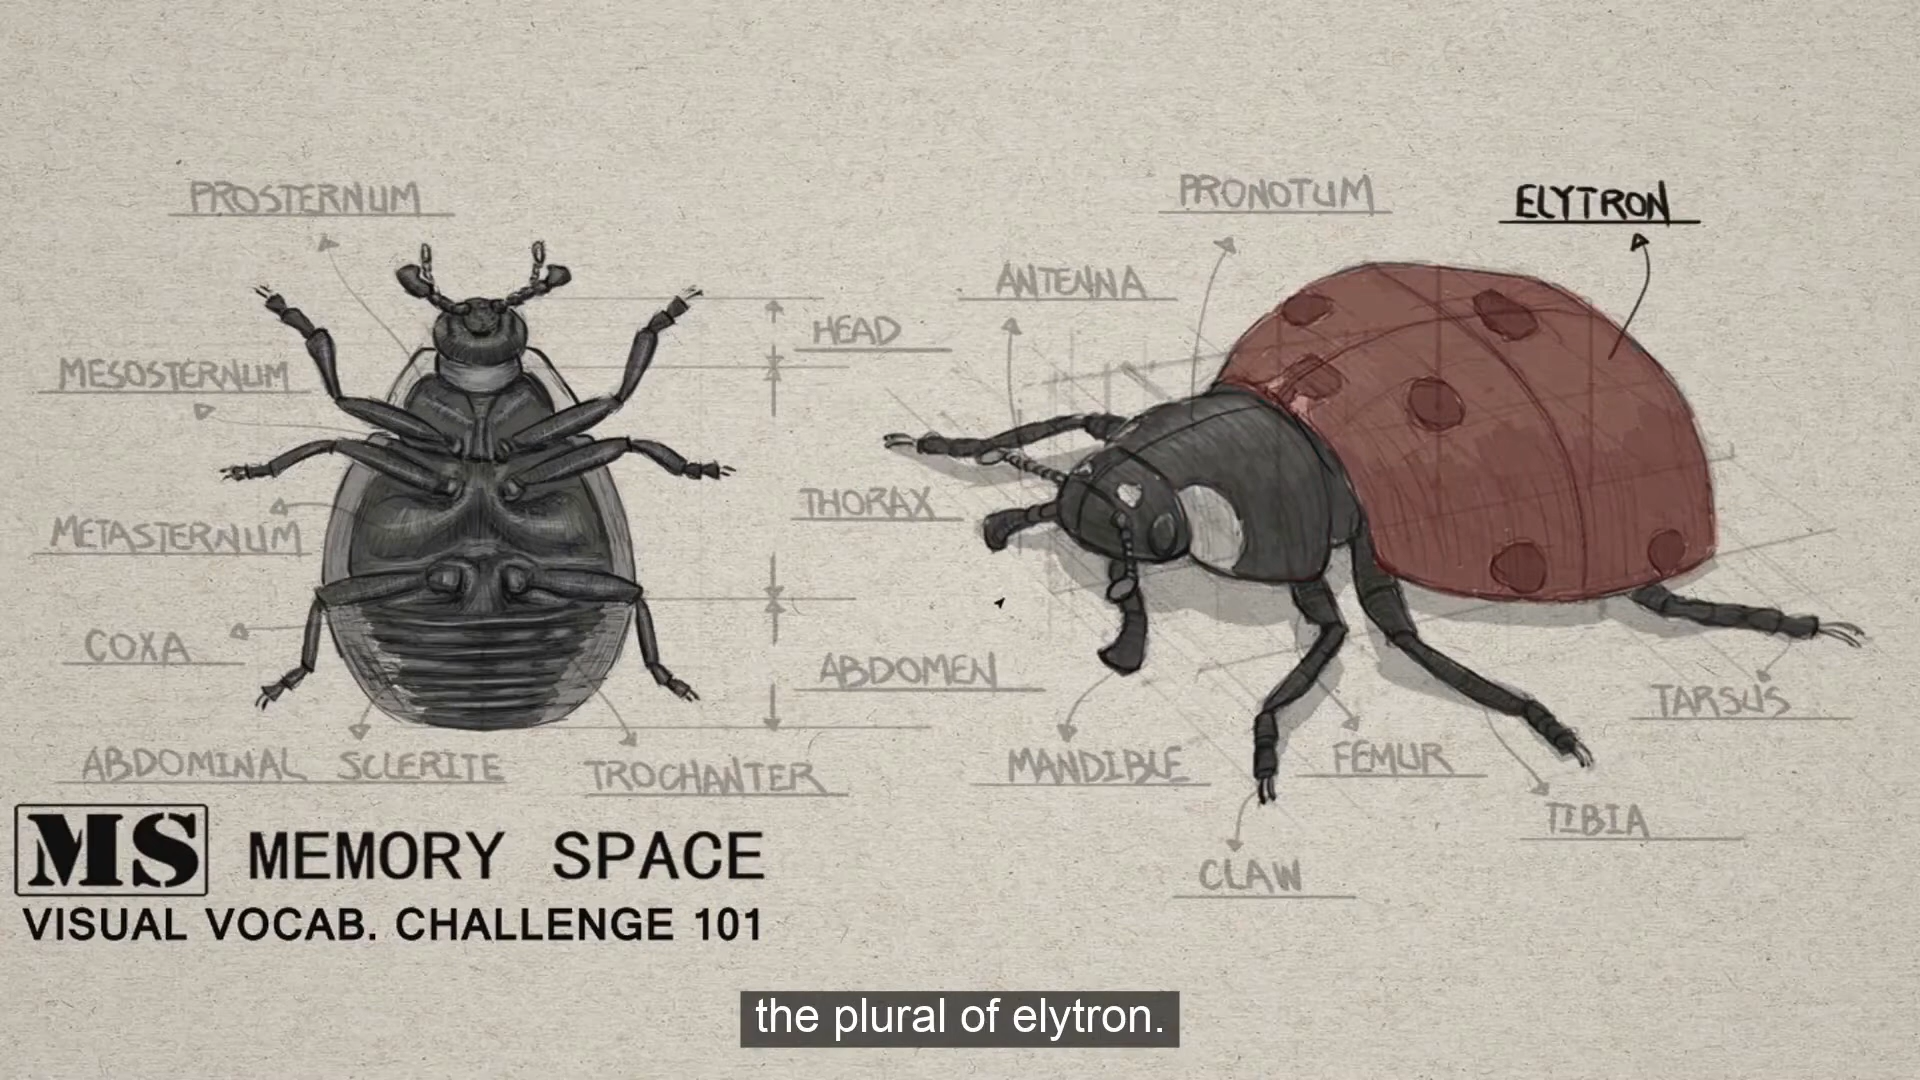 PROSTERNUM
PRONOTUM
ELYTRON
ANTENNA
HEAD
MESOSTERNUM
THORAX
METASTERNUM
COXA
ABDOMEN
TARSUS
ABDOMINAL SCLERITE
TROCHANTER
MANDIBLE
FEMUR
TIBIA
CLAW
MS MEMORY SPACE
VISUAL VOCAB. CHALLENGE 101
the plural of elytron.